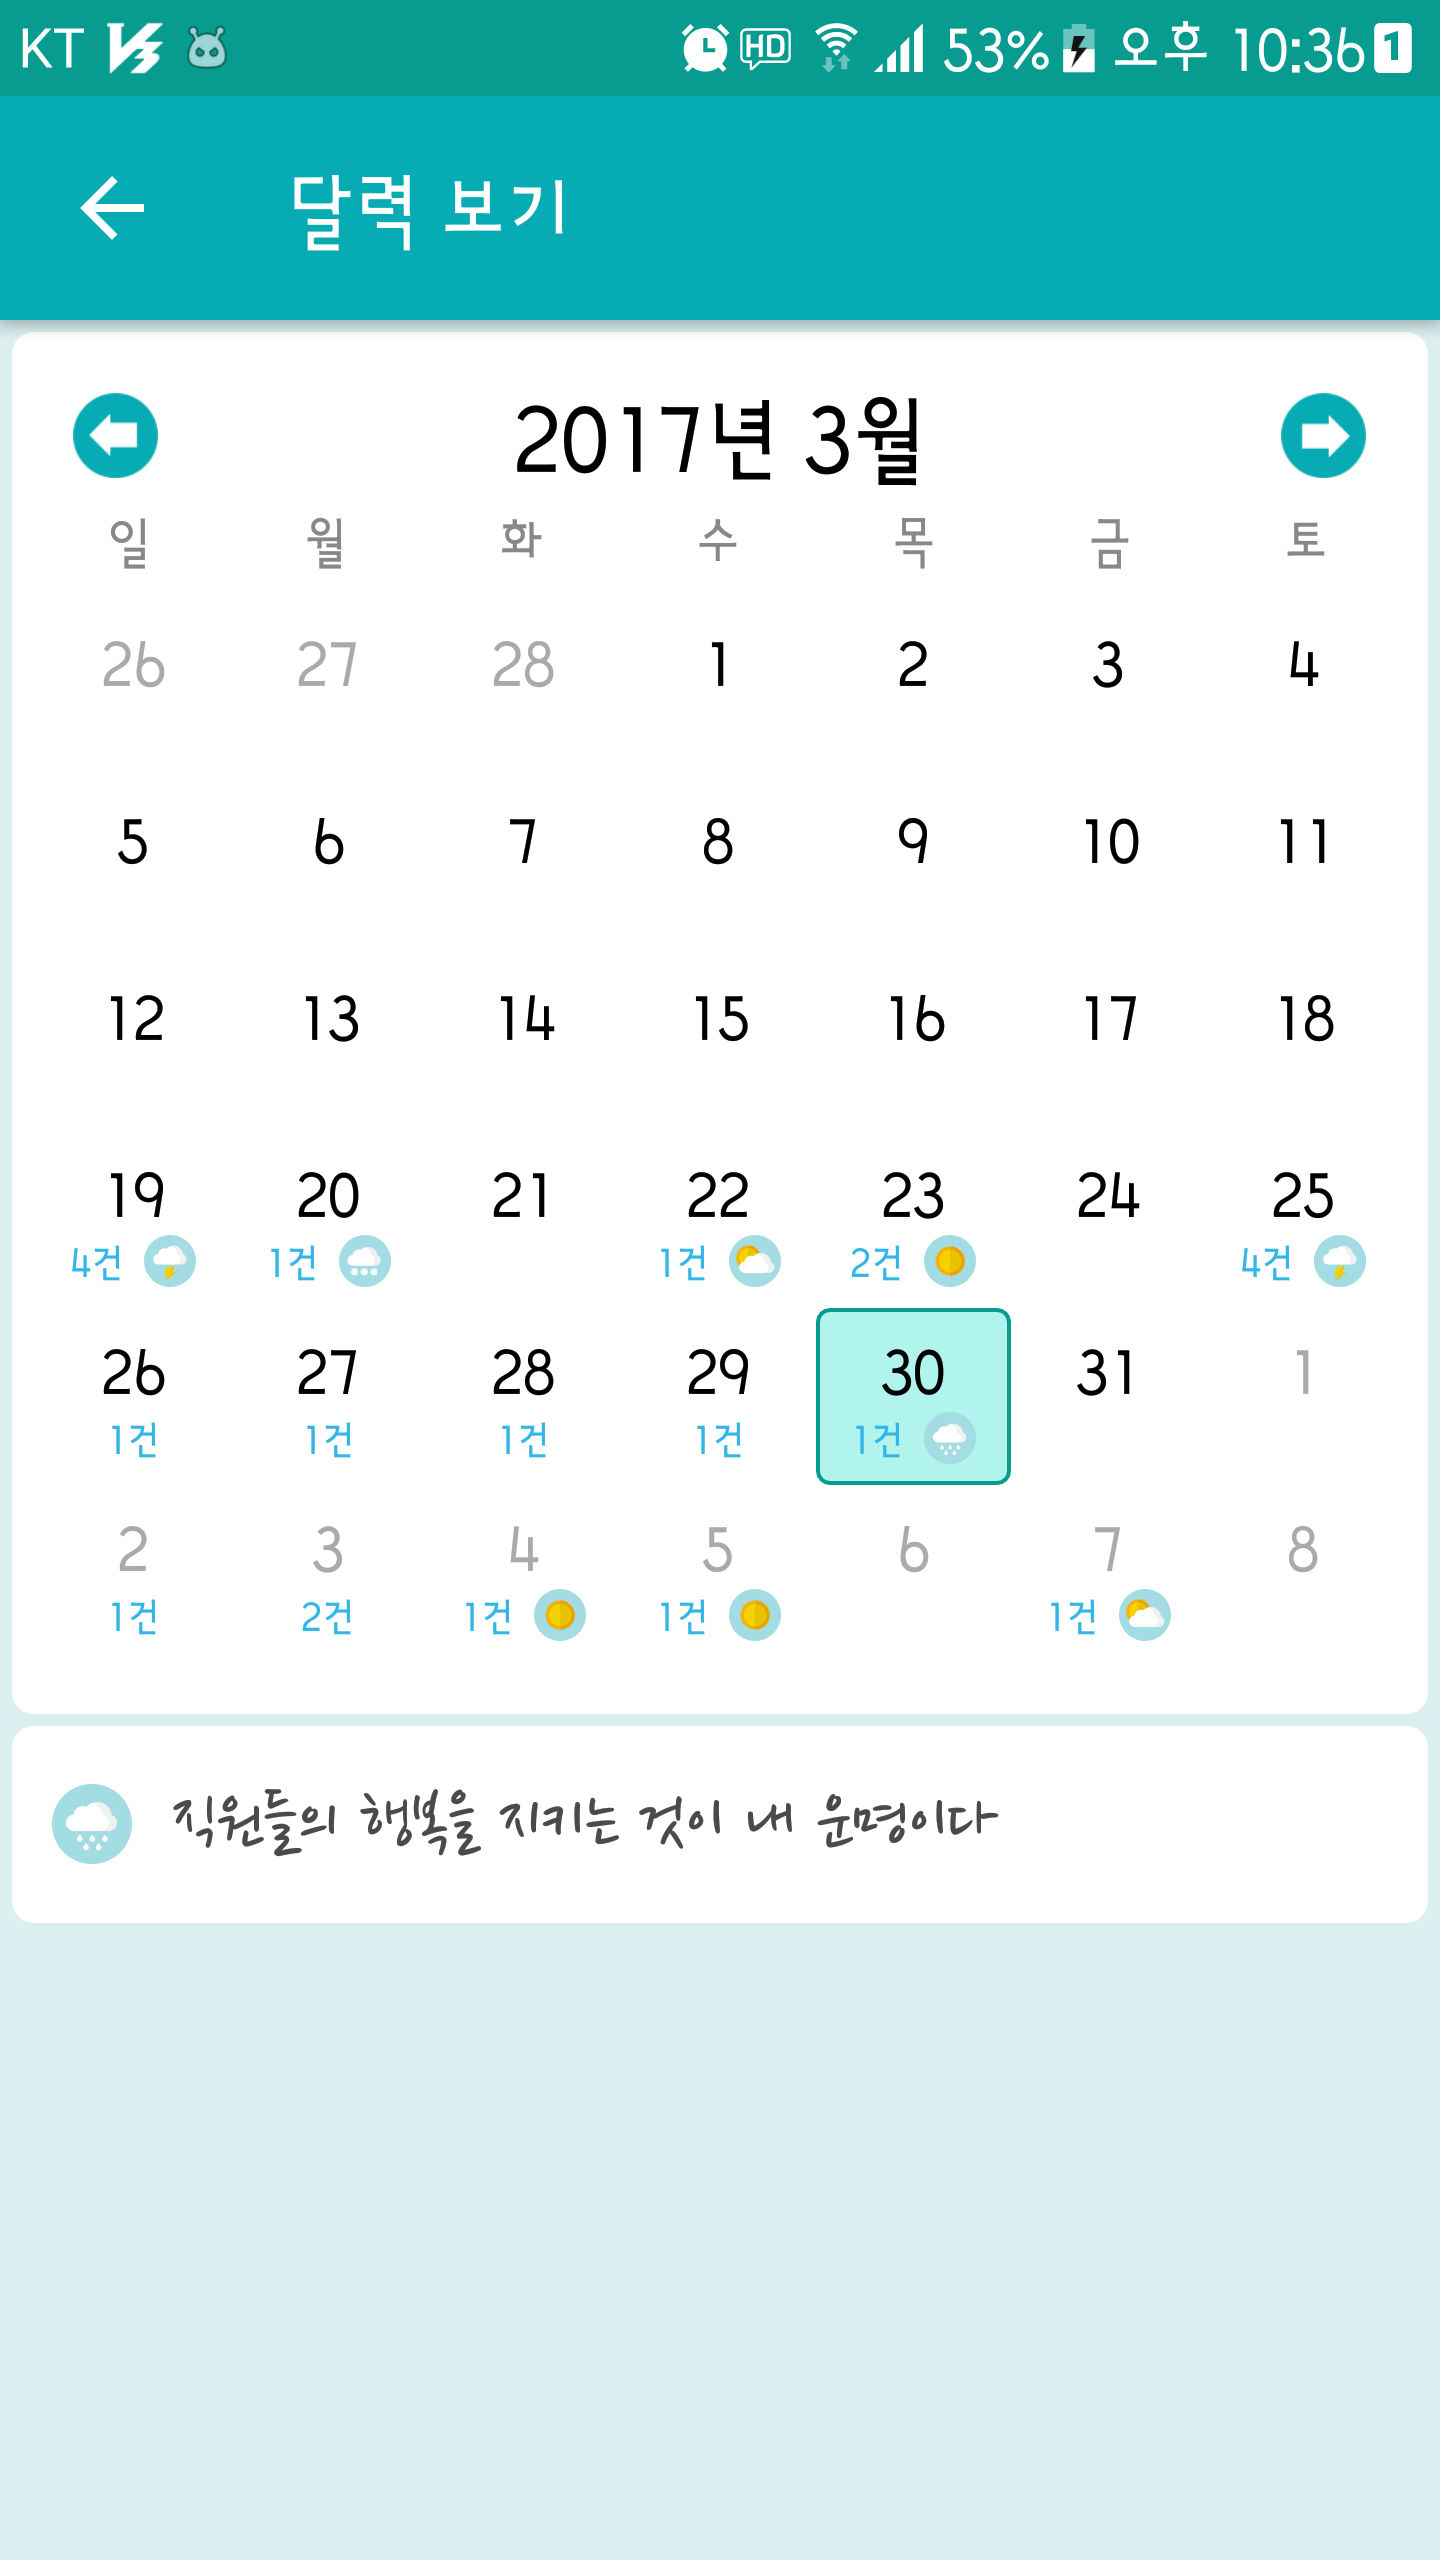 KT HD 53% 오후 10:36 1
달력 보기
2017년 3월
일 월 화 수 목 금 토
26 27 28 1 2 3 4
5 6 7 8 9 10 11
12 13 14 15 16 17 18
19 20 21 22 23 24 25
4건 1건 1건 2건 4건
26 27 28 29 30 31 1
1건 1건 1건 1건 1건
2 3 4 5 6 7 8
1건 2건 1건 1건 1건
직원들의 행복을 지키는 것이 내 운명이다